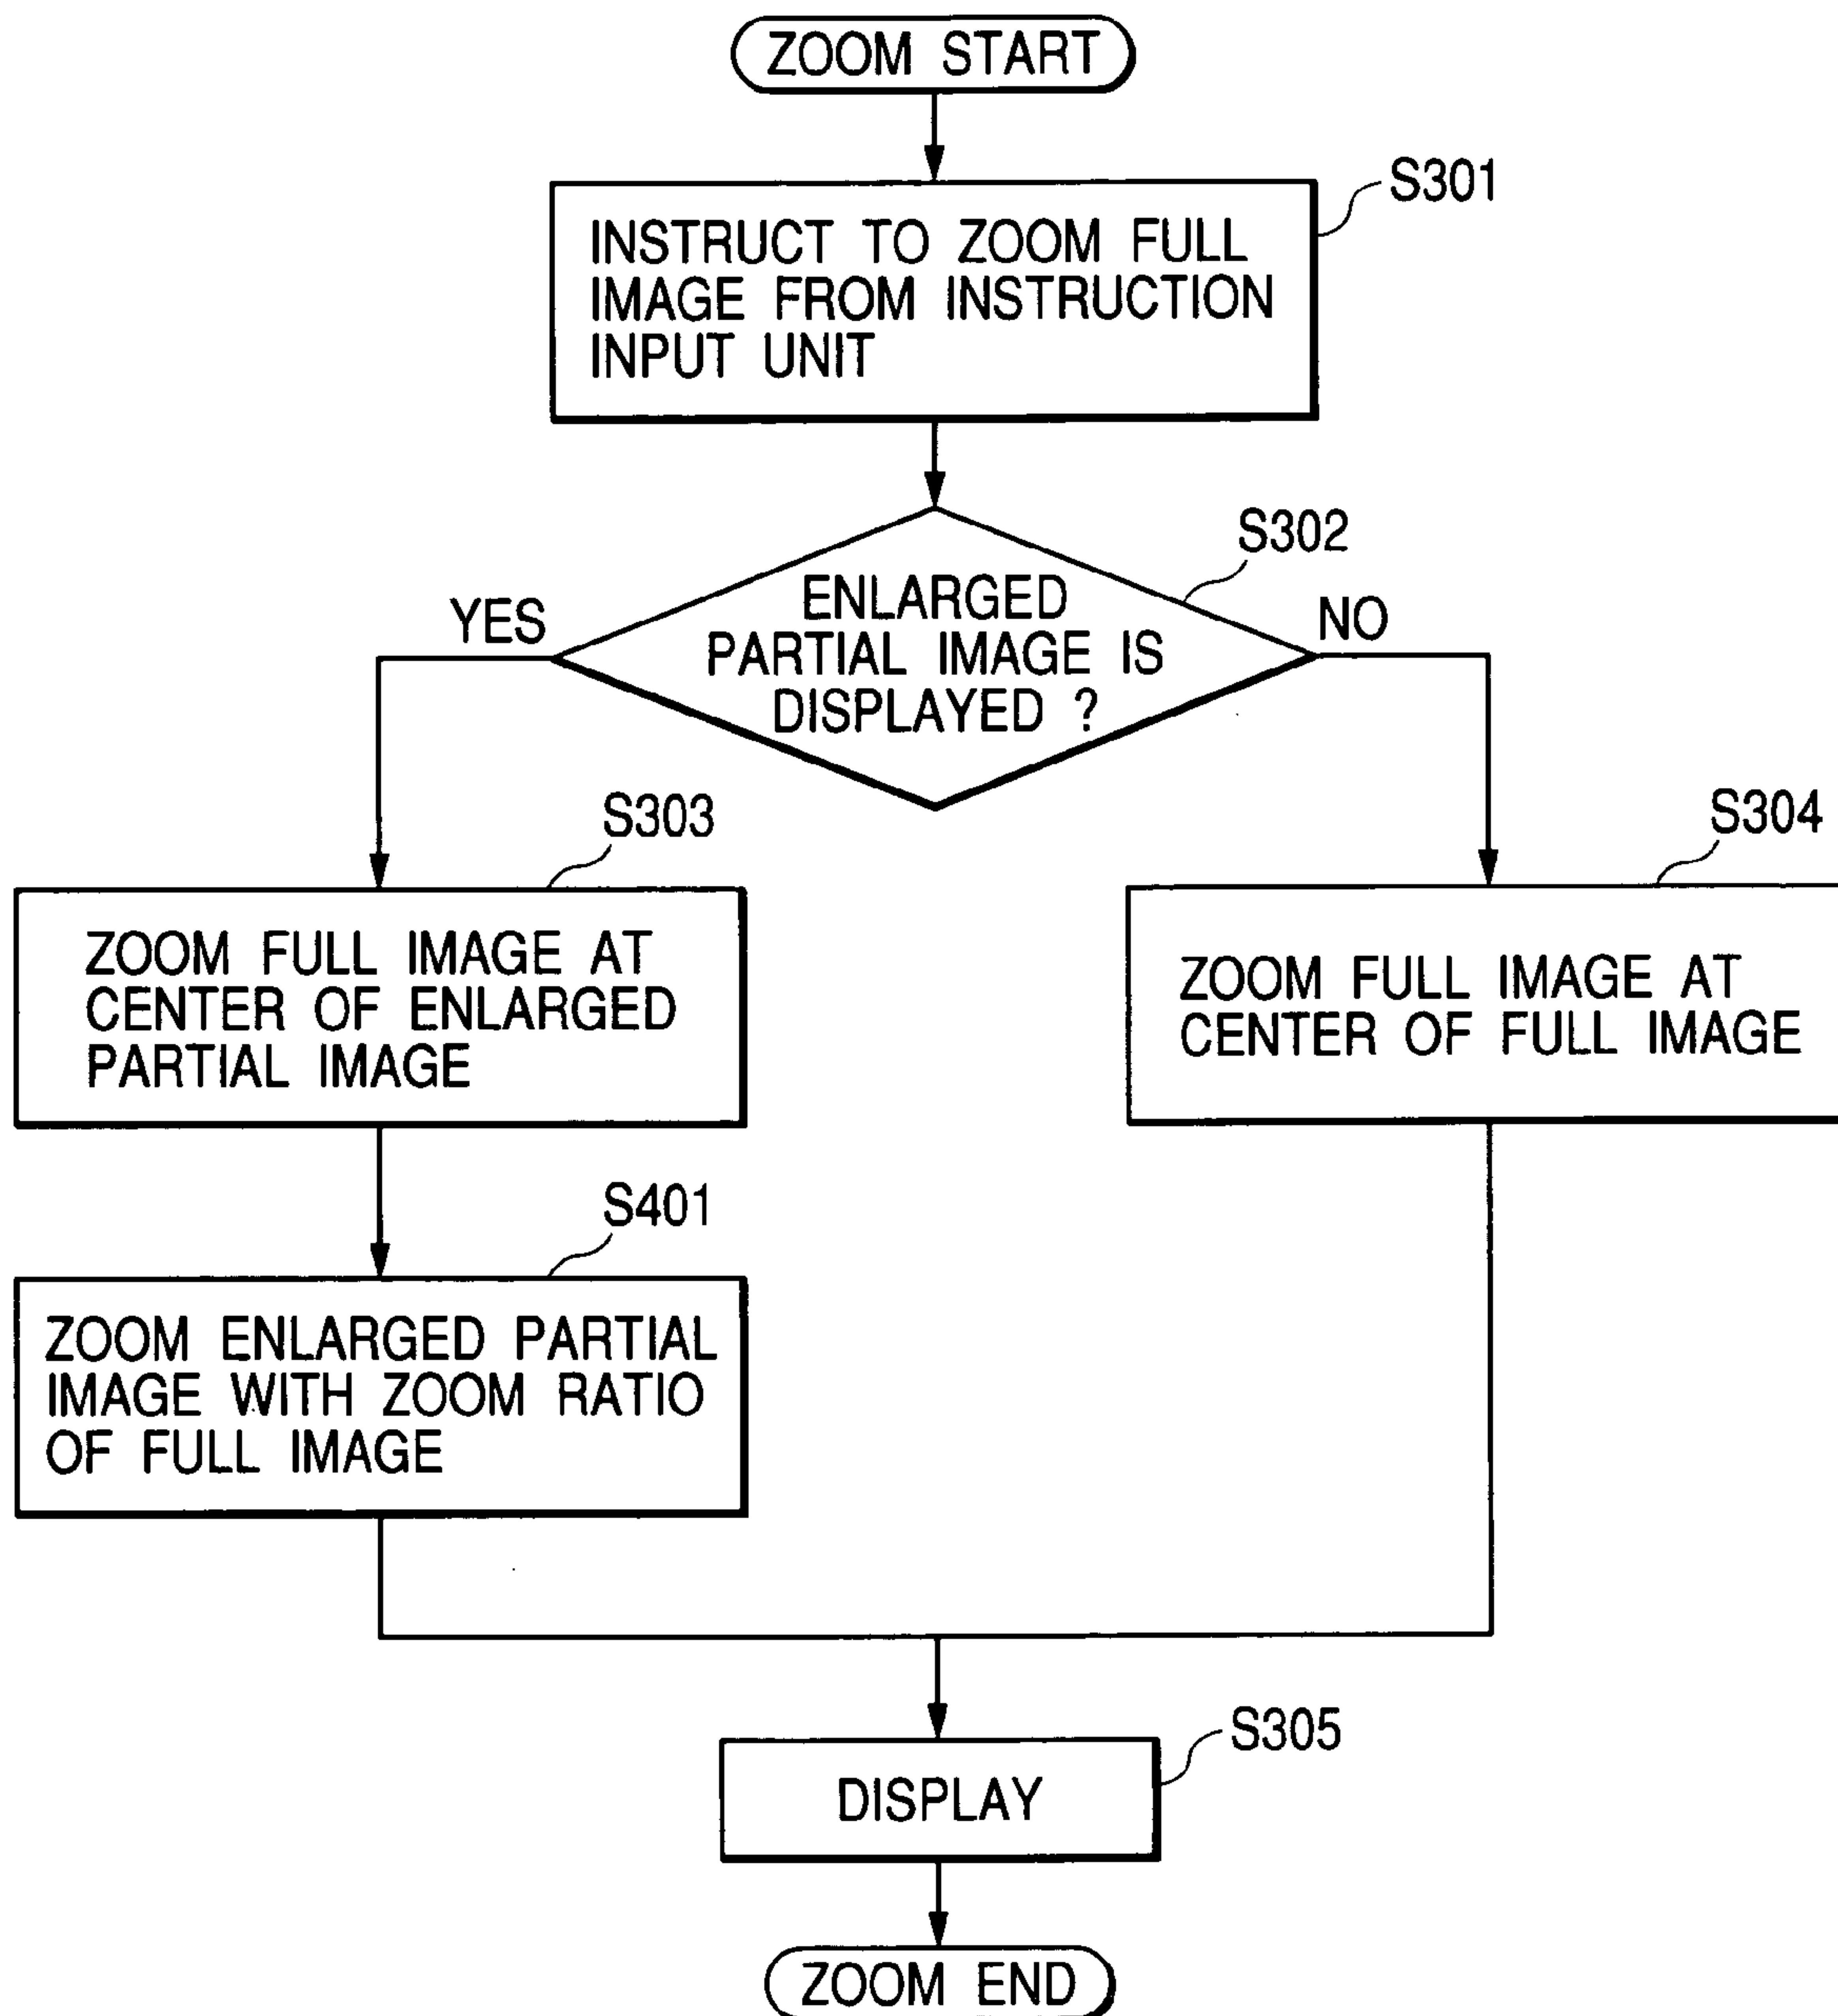 ZOOM START
S301
INSTRUCT TO ZOOM FULL
IMAGE FROM INSTRUCTION
INPUT UNIT
S302
ENLARGED
PARTIAL IMAGE IS
DISPLAYED ?
YES
NO
S303
ZOOM FULL IMAGE AT
CENTER OF ENLARGED
PARTIAL IMAGE
S304
ZOOM FULL IMAGE AT
CENTER OF FULL IMAGE
S401
ZOOM ENLARGED PARTIAL
IMAGE WITH ZOOM RATIO
OF FULL IMAGE
S305
DISPLAY
ZOOM END